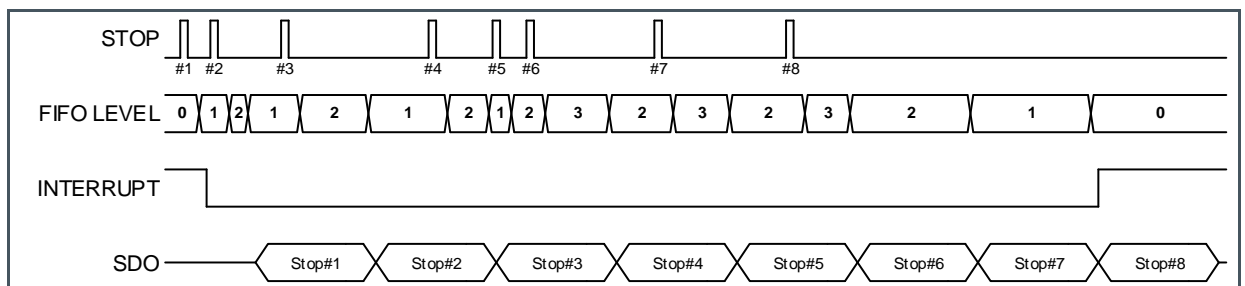 STOP
#1 #2 #3 #4 #5 #6 #7 #8
FIFO LEVEL 0 1 2 1 2 1 2 1 2 3 2 3 2 3 2 1 0
INTERRUPT
SDO Stop#1 Stop#2 Stop#3 Stop#4 Stop#5 Stop#6 Stop#7 Stop#8